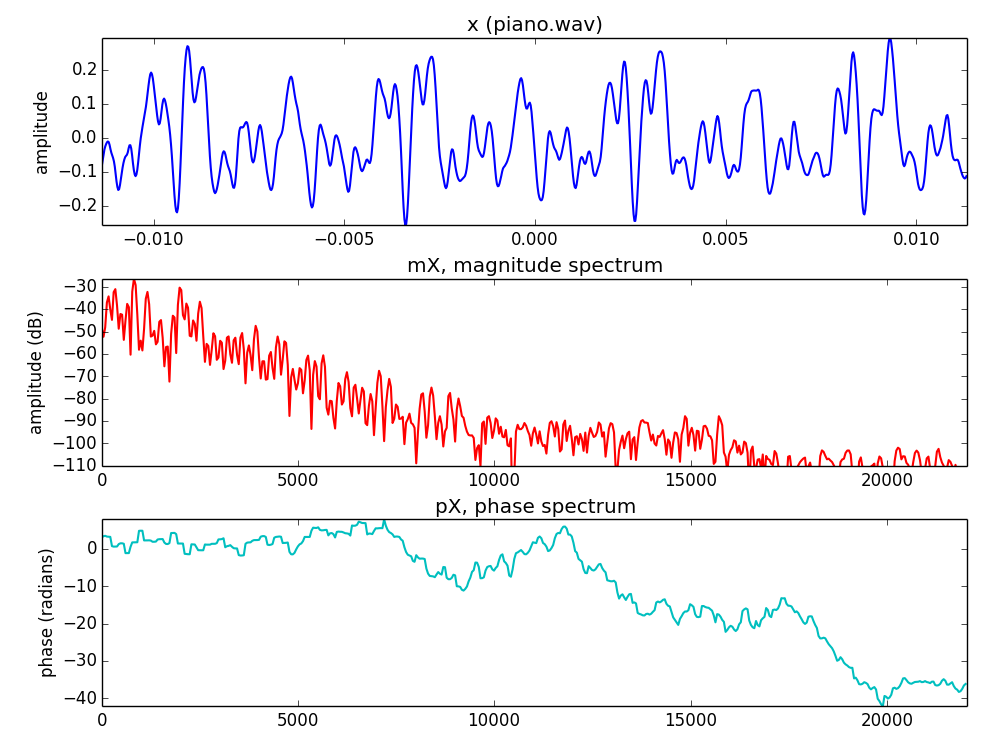 x (piano.wav)
amplitude
0.2
0.1
0.0
−0.1
−0.2
−0.010 −0.005 0.000 0.005 0.010
mX, magnitude spectrum
amplitude (dB)
−30
−40
−50
−60
−70
−80
−90
−100
−110
0 5000 10000 15000 20000
pX, phase spectrum
phase (radians)
0
−10
−20
−30
−40
0 5000 10000 15000 20000